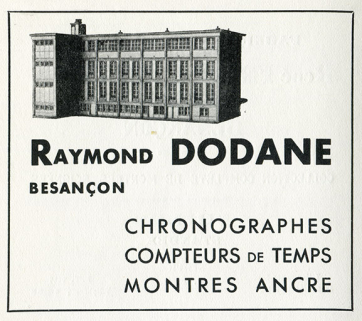 RAYMOND DODANE
BESANÇON
CHRONOGRAPHES
COMPTEURS DE TEMPS
MONTRES ANCRE